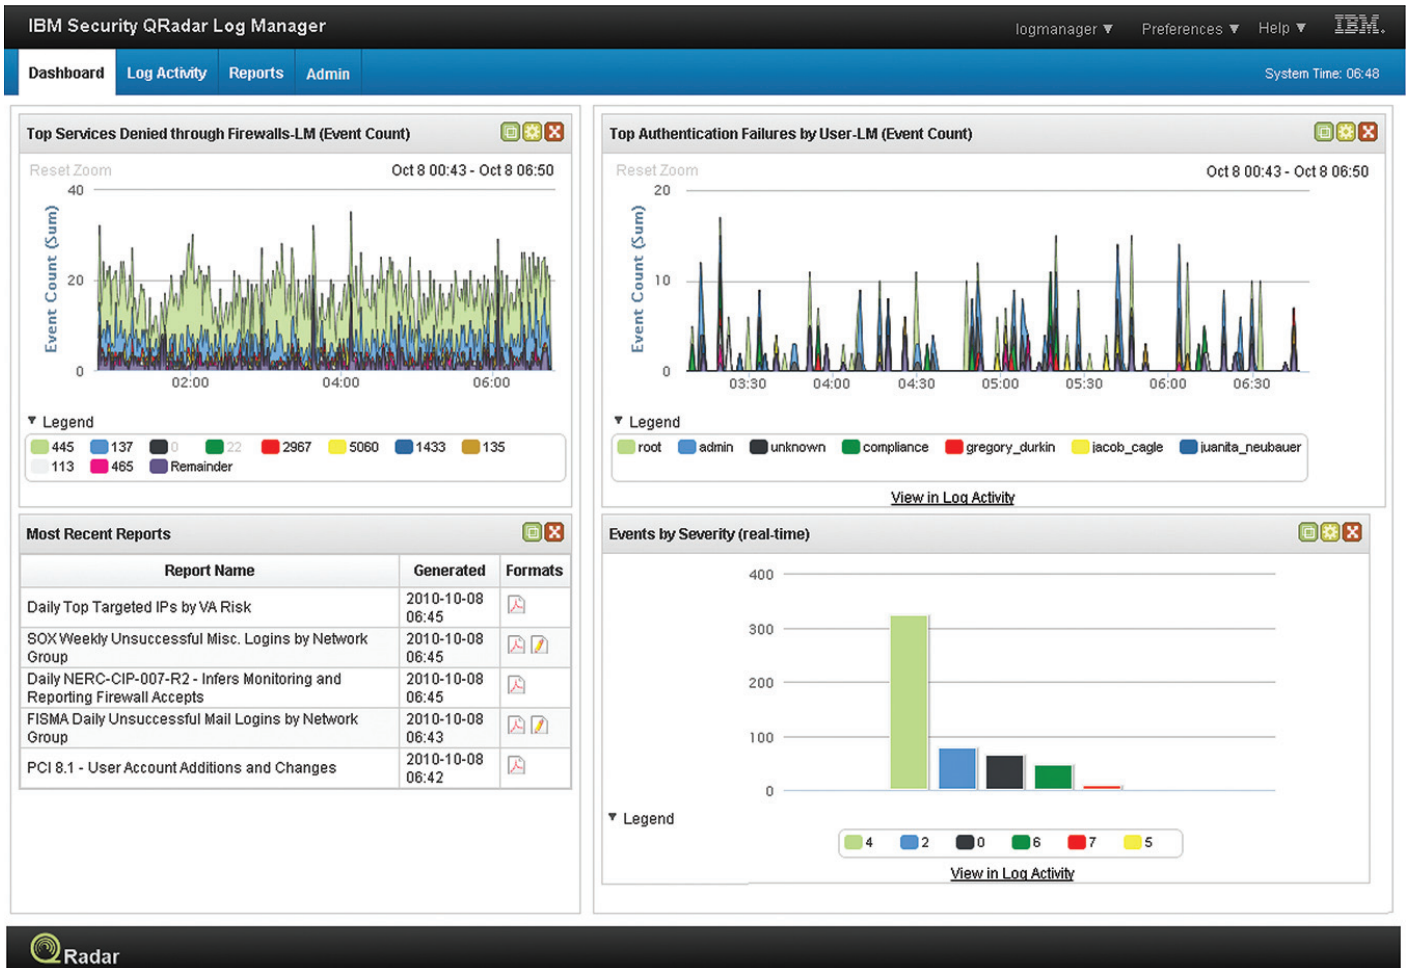 IBM Security QRadar Log Manager
logmanager ▼ Preferences ▼ Help ▼ IBM.
Dashboard Log Activity Reports Admin
System Time: 06:48
Top Services Denied through Firewalls-LM (Event Count)
Reset Zoom
Oct 8 00:43 - Oct 8 06:50
Event Count (Sum)
40
20
0
02:00 04:00 06:00
▼ Legend
445 137 0 22 2967 5060 1433 135
113 465 Remainder
Top Authentication Failures by User-LM (Event Count)
Reset Zoom
Oct 8 00:43 - Oct 8 06:50
Event Count (Sum)
20
10
0
03:30 04:00 04:30 05:00 05:30 06:00 06:30
▼ Legend
root admin unknown compliance gregory_durkin jacob_cagle juanita_neubauer
View in Log Activity
Most Recent Reports
Report Name Generated Formats
Daily Top Targeted IPs by VA Risk
2010-10-08
06:45
SOX Weekly Unsuccessful Misc. Logins by Network
Group
2010-10-08
06:45
Daily NERC-CIP-007-R2 - Infers Monitoring and
Reporting Firewall Accepts
2010-10-08
06:45
FISMA Daily Unsuccessful Mail Logins by Network
Group
2010-10-08
06:43
PCI 8.1 - User Account Additions and Changes
2010-10-08
06:42
Events by Severity (real-time)
400
300
200
100
0
▼ Legend
4 2 0 6 7 5
View in Log Activity
QRadar